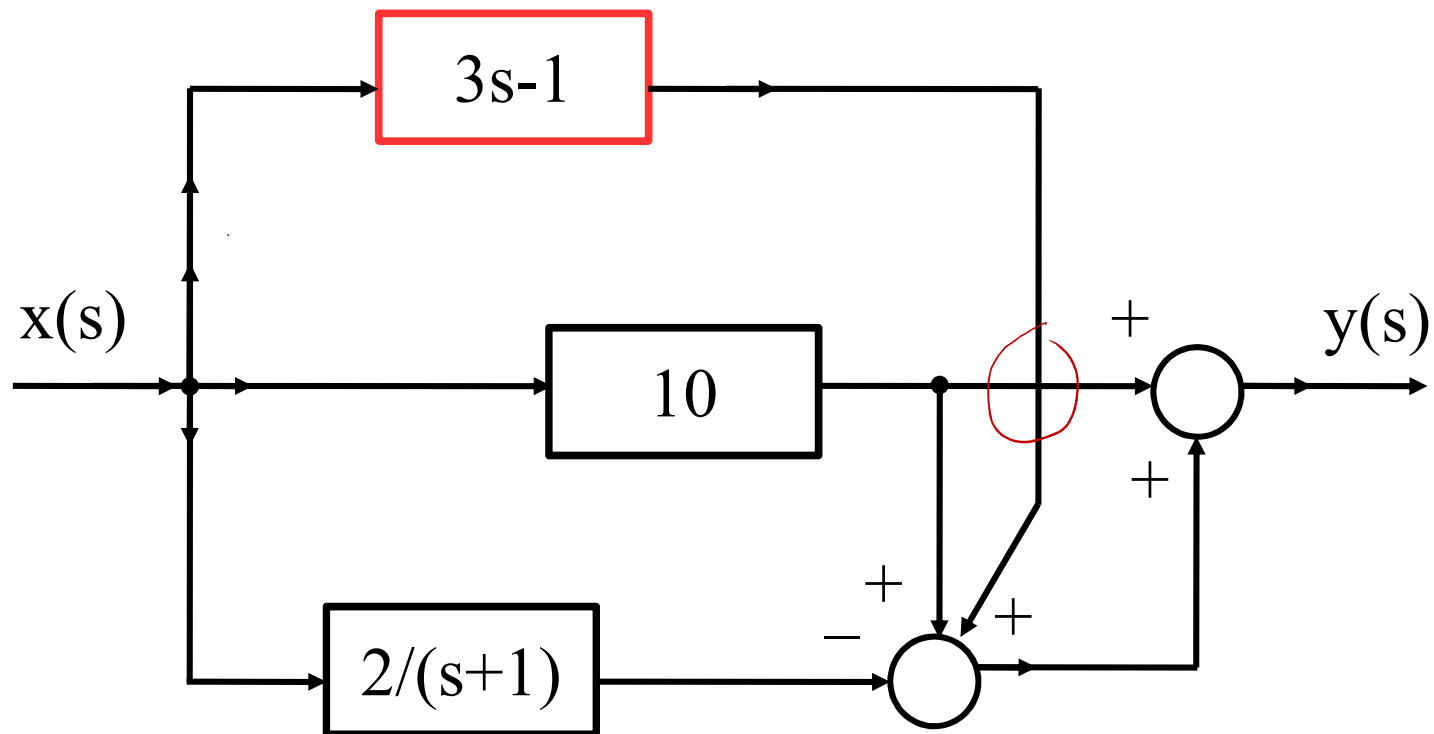 3s-1
x(s)
+
y(s)
10
+
+
+
−
2/(s+1)